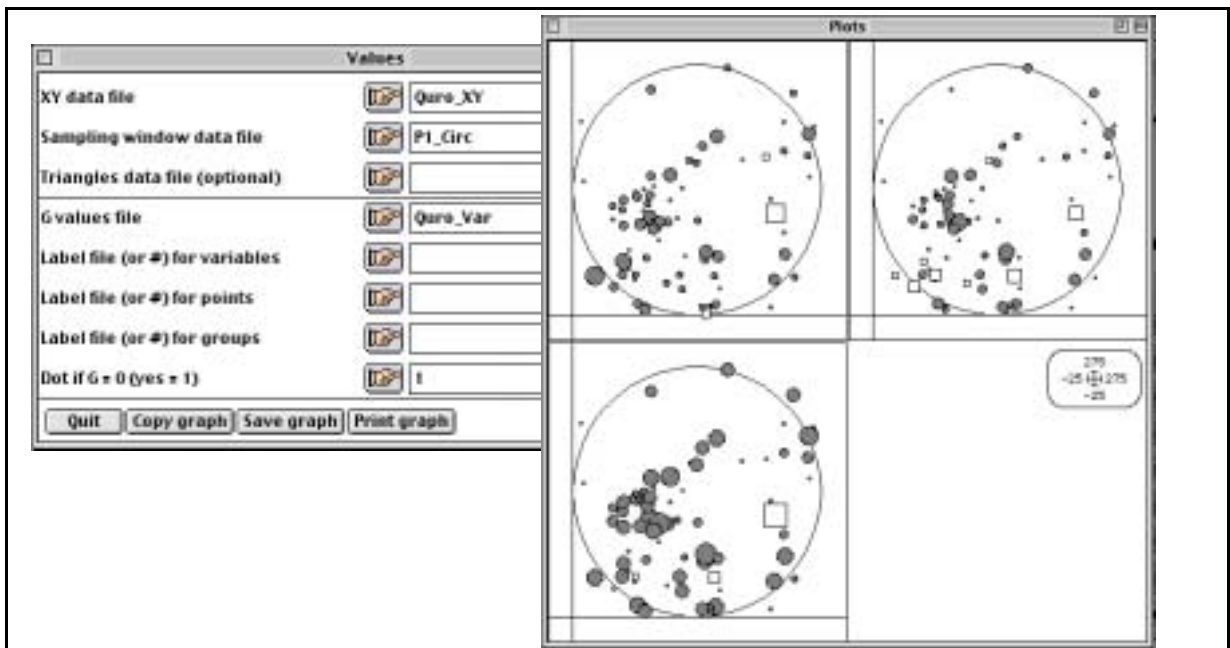 Values
XY data file
Quro_XY
Sampling window data file
P1_Circ
Triangles data file (optional)
G values file
Quro_Var
Label file (or #) for variables
Label file (or #) for points
Label file (or #) for groups
Dot if G = 0 (yes = 1)
1
Quit
Copy graph
Save graph
Print graph
Plots
275
-25
275
-25